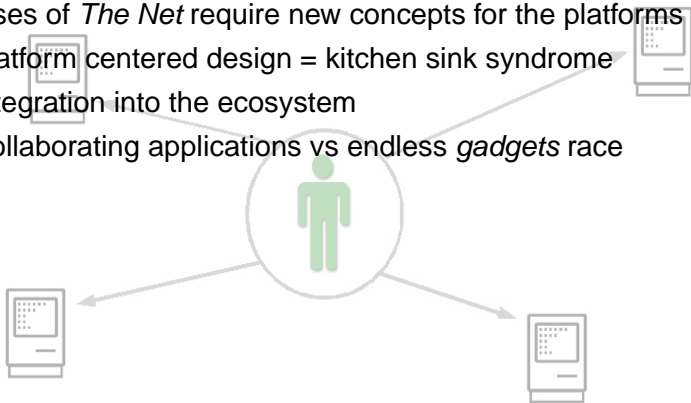 ses of The Net require new concepts for the platforms
atform centered design = kitchen sink syndrome
tegration into the ecosystem
ollaborating applications vs endless gadgets race